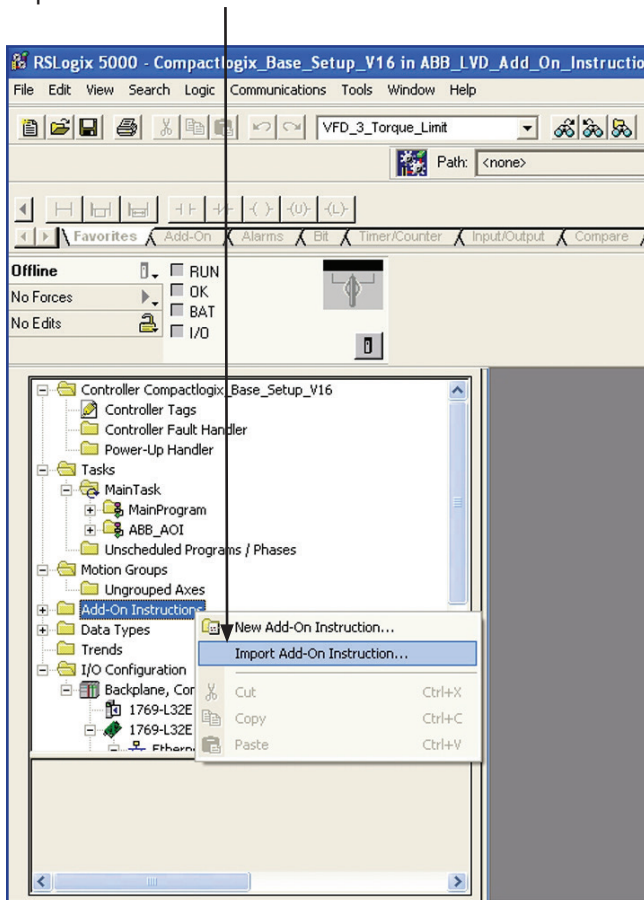 RSLogix 5000 - Compactlogix_Base_Setup_V16 in ABB_LVD_Add_On_Instructio
File Edit View Search Logic Communications Tools Window Help
VFD_3_Torque_Limit
Path: <none>
Favorites Add-On Alarms Bit Timer/Counter Input/Output Compare
Offline
RUN
No Forces
OK
BAT
No Edits
I/O
Controller Compactlogix_Base_Setup_V16
Controller Tags
Controller Fault Handler
Power-Up Handler
Tasks
MainTask
MainProgram
ABB_AOI
Unscheduled Programs / Phases
Motion Groups
Ungrouped Axes
Add-On Instructions
Data Types
Trends
I/O Configuration
Backplane, Cor
1769-L32E
1769-L32E
Ethern
New Add-On Instruction...
Import Add-On Instruction...
Cut Ctrl+X
Copy Ctrl+C
Paste Ctrl+V